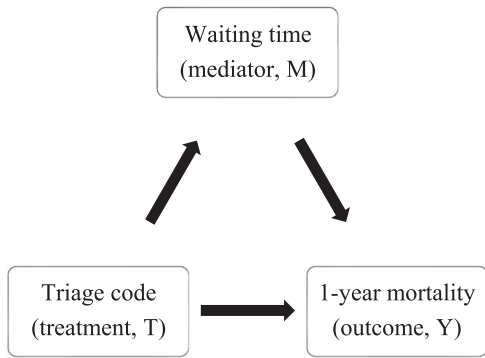 Waiting time
(mediator, M)
Triage code
(treatment, T)
1-year mortality
(outcome, Y)